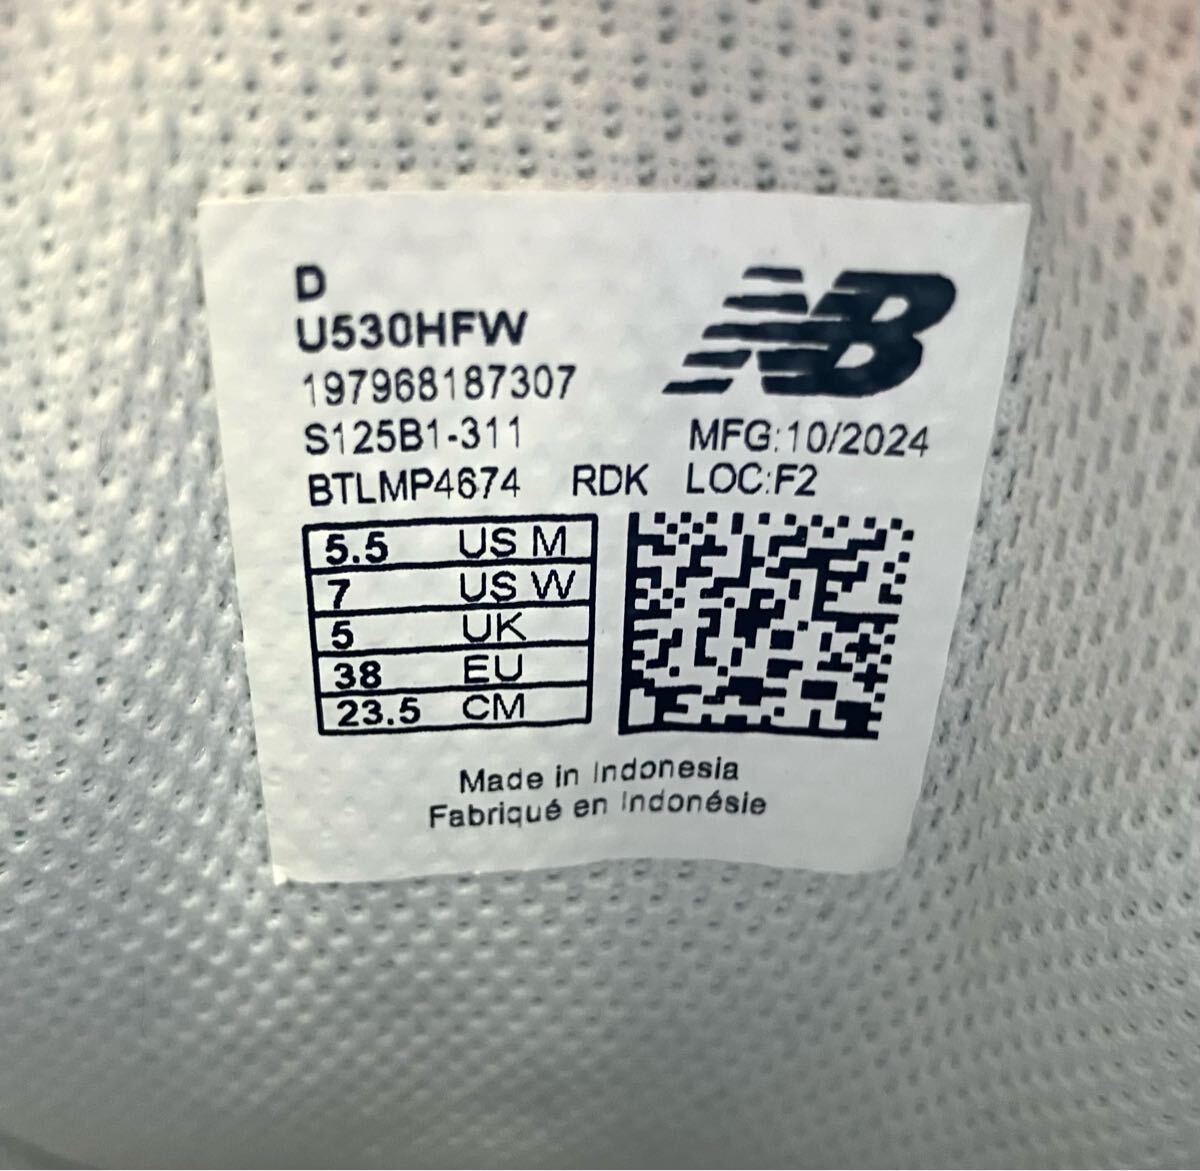 D
U530HFW
197968187307
S125B1-311
BTLMP4674 RDK
NB
MFG:10/2024
LOC:F2
5.5 US M
7 US W
5 UK
38 EU
23.5 CM
Made in Indonesia
Fabriqué en Indonésie